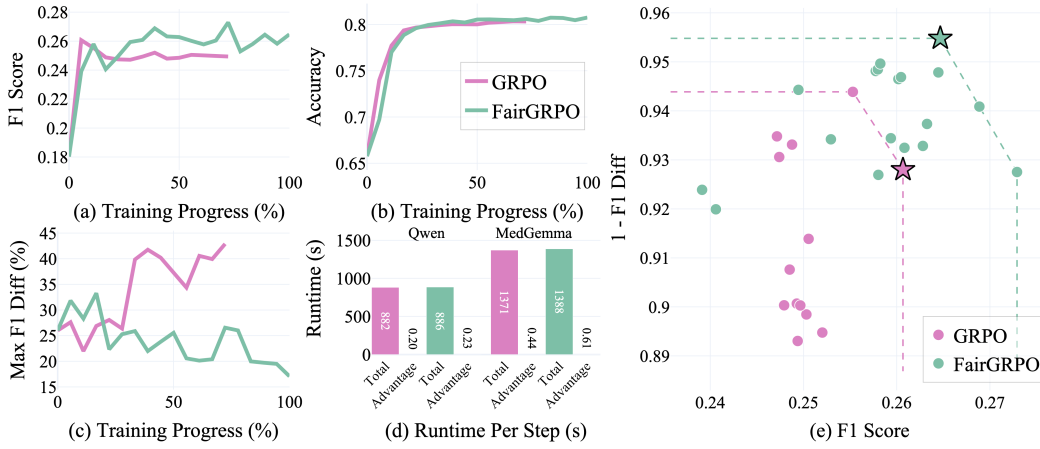 0.28
0.26
0.24
0.22
0.2
0.18
F1 Score
0
50
100
(a) Training Progress (%)
0.8
0.75
0.7
0.65
Accuracy
GRPO
FairGRPO
0
50
100
(b) Training Progress (%)
45
40
35
30
25
20
15
Max F1 Diff (%)
0
50
100
(c) Training Progress (%)
Qwen
MedGemma
1500
1000
500
0
Runtime (s)
882
0.20
886
0.23
1371
0.44
1388
0.61
Total
Advantage
Total
Advantage
Total
Advantage
Total
Advantage
(d) Runtime Per Step (s)
0.96
0.95
0.94
0.93
0.92
0.91
0.9
0.89
1 - F1 Diff
GRPO
FairGRPO
0.24
0.25
0.26
0.27
(e) F1 Score